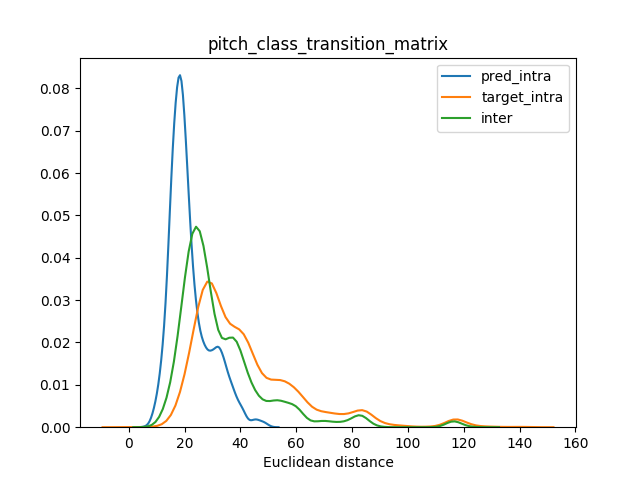 pitch_class_transition_matrix
pred_intra
target_intra
inter
0.08
0.07
0.06
0.05
0.04
0.03
0.02
0.01
0.00
0 20 40 60 80 100 120 140 160
Euclidean distance